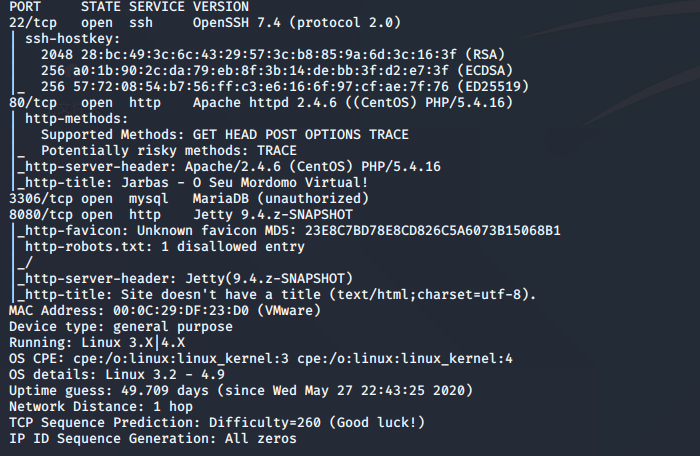 PORT     STATE SERVICE VERSION
22/tcp   open  ssh     OpenSSH 7.4 (protocol 2.0)
| ssh-hostkey:
|   2048 28:bc:49:3c:6c:43:29:57:3c:b8:85:9a:6d:3c:16:3f (RSA)
|   256 a0:1b:90:2c:da:79:eb:8f:3b:14:de:bb:3f:d2:e7:3f (ECDSA)
|_  256 57:72:08:54:b7:56:ff:c3:e6:16:6f:97:cf:ae:7f:76 (ED25519)
80/tcp   open  http    Apache httpd 2.4.6 ((CentOS) PHP/5.4.16)
| http-methods:
|   Supported Methods: GET HEAD POST OPTIONS TRACE
|_  Potentially risky methods: TRACE
|_http-server-header: Apache/2.4.6 (CentOS) PHP/5.4.16
|_http-title: Jarbas - O Seu Mordomo Virtual!
3306/tcp open  mysql   MariaDB (unauthorized)
8080/tcp open  http    Jetty 9.4.z-SNAPSHOT
|_http-favicon: Unknown favicon MD5: 23E8C7BD78E8CD826C5A6073B15068B1
| http-robots.txt: 1 disallowed entry
|_/
|_http-server-header: Jetty(9.4.z-SNAPSHOT)
|_http-title: Site doesn't have a title (text/html;charset=utf-8).
MAC Address: 00:0C:29:DF:23:D0 (VMware)
Device type: general purpose
Running: Linux 3.X|4.X
OS CPE: cpe:/o:linux:linux_kernel:3 cpe:/o:linux:linux_kernel:4
OS details: Linux 3.2 - 4.9
Uptime guess: 49.709 days (since Wed May 27 22:43:25 2020)
Network Distance: 1 hop
TCP Sequence Prediction: Difficulty=260 (Good luck!)
IP ID Sequence Generation: All zeros